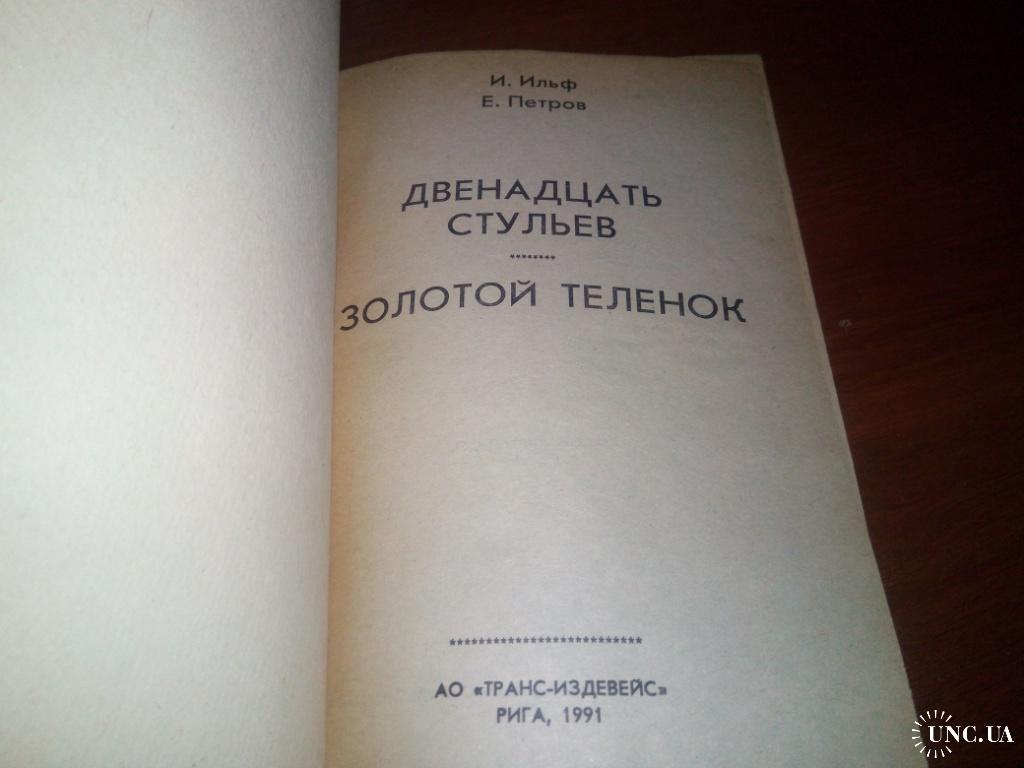 И. Ильф
Е. Петров
ДВЕНАДЦАТЬ
СТУЛЬЕВ
********
ЗОЛОТОЙ ТЕЛЕНОК
***************************
АО «ТРАНС-ИЗДЕВЕЙС»
РИГА, 1991
UNC.UA